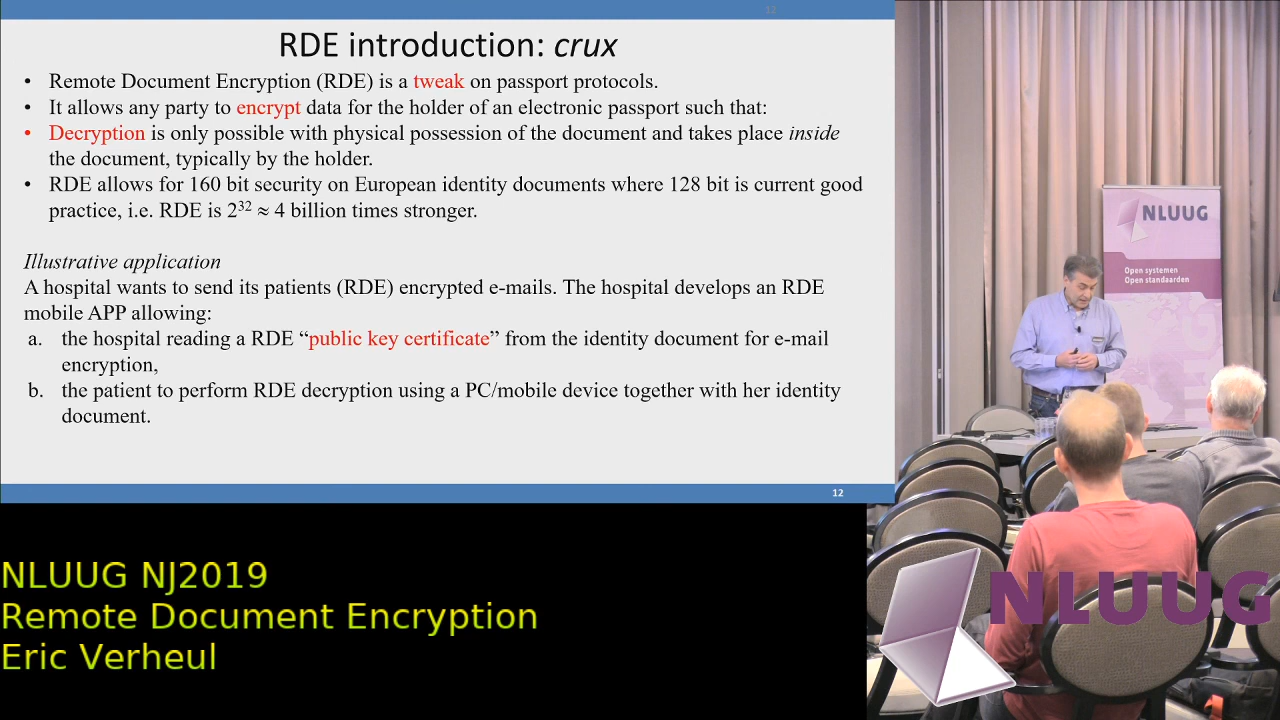 12
RDE introduction: crux
• Remote Document Encryption (RDE) is a tweak on passport protocols.
• It allows any party to encrypt data for the holder of an electronic passport such that:
• Decryption is only possible with physical possession of the document and takes place inside
the document, typically by the holder.
• RDE allows for 160 bit security on European identity documents where 128 bit is current good
practice, i.e. RDE is 2³² ≈ 4 billion times stronger.
Illustrative application
A hospital wants to send its patients (RDE) encrypted e-mails. The hospital develops an RDE
mobile APP allowing:
a. the hospital reading a RDE “public key certificate” from the identity document for e-mail
encryption,
b. the patient to perform RDE decryption using a PC/mobile device together with her identity
document.
12
NLUUG
Open systemen
Open standaarden
NLUUG NJ2019
Remote Document Encryption
Eric Verheul
NLUUG